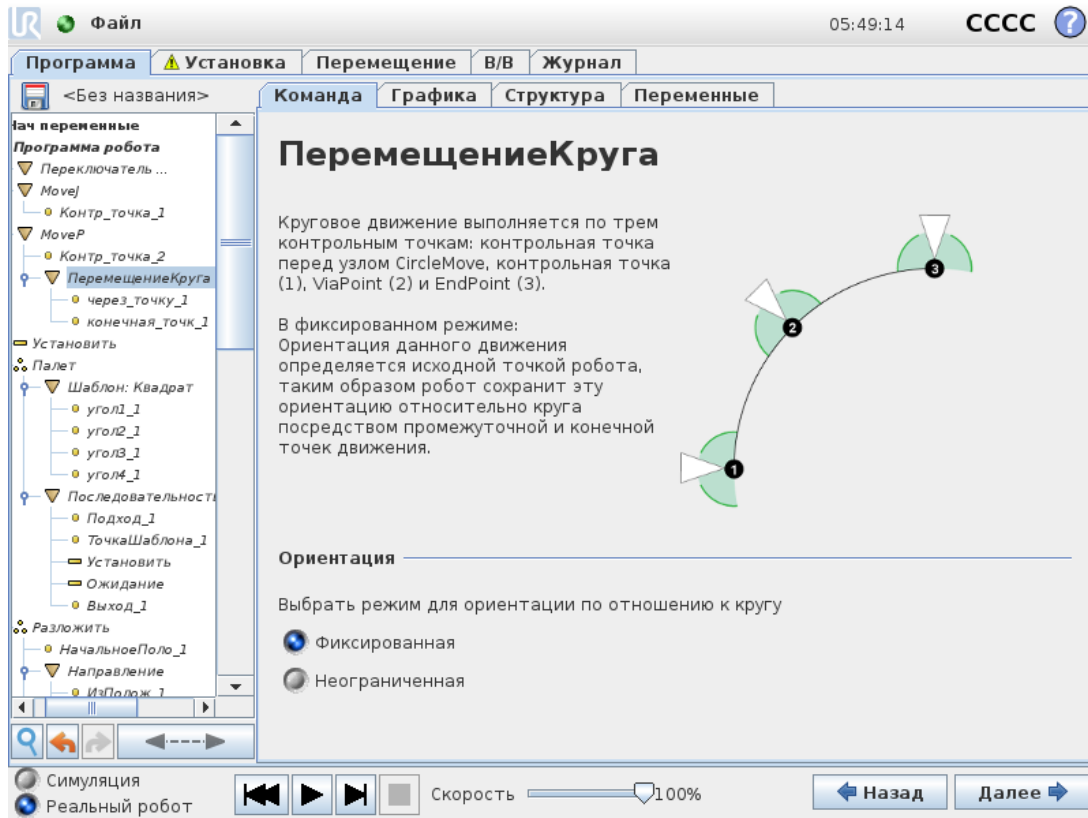 UR Файл 05:49:14 CCCC ?
Программа Установка Перемещение В/В Журнал
<Без названия> Команда Графика Структура Переменные
Нач переменные
Программа робота
Переключатель ...
MoveJ
Контр_точка_1
MoveP
Контр_точка_2
ПеремещениеКруга
через_точку_1
конечная_точк_1
Установить
Палет
Шаблон: Квадрат
угол1_1
угол2_1
угол3_1
угол4_1
Последовательность
Подход_1
ТочкаШаблона_1
Установить
Ожидание
Выход_1
Разложить
НачальноеПоло_1
Направление
ИзПолож_1
ПеремещениеКруга
Круговое движение выполняется по трем
контрольным точкам: контрольная точка
перед узлом CircleMove, контрольная точка
(1), ViaPoint (2) и EndPoint (3).
В фиксированном режиме:
Ориентация данного движения
определяется исходной точкой робота,
таким образом робот сохранит эту
ориентацию относительно круга
посредством промежуточной и конечной
точек движения.
3
2
1
Ориентация
Выбрать режим для ориентации по отношению к кругу
Фиксированная
Неограниченная
Симуляция
Реальный робот
Скорость 100%
Назад Далее